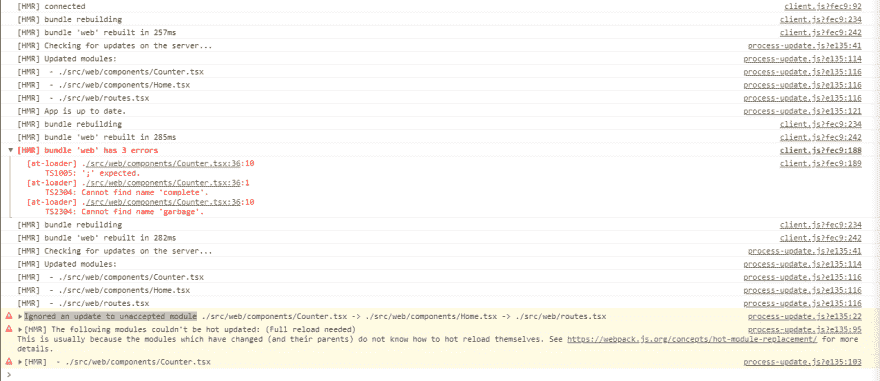 [HMR] connected client.js?fec9:92
[HMR] bundle rebuilding client.js?fec9:234
[HMR] bundle 'web' rebuilt in 257ms client.js?fec9:242
[HMR] Checking for updates on the server... process-update.js?e135:41
[HMR] Updated modules: process-update.js?e135:114
[HMR]  - ./src/web/components/Counter.tsx process-update.js?e135:116
[HMR]  - ./src/web/components/Home.tsx process-update.js?e135:116
[HMR]  - ./src/web/routes.tsx process-update.js?e135:116
[HMR] App is up to date. process-update.js?e135:121
[HMR] bundle rebuilding client.js?fec9:234
[HMR] bundle 'web' rebuilt in 285ms client.js?fec9:242
▼ [HMR] bundle 'web' has 3 errors client.js?fec9:188
[at-loader] ./src/web/components/Counter.tsx:36:10 client.js?fec9:189
TS1005: ';' expected.
[at-loader] ./src/web/components/Counter.tsx:36:1
TS2304: Cannot find name 'complete'.
[at-loader] ./src/web/components/Counter.tsx:36:10
TS2304: Cannot find name 'garbage'.
[HMR] bundle rebuilding client.js?fec9:234
[HMR] bundle 'web' rebuilt in 282ms client.js?fec9:242
[HMR] Checking for updates on the server... process-update.js?e135:41
[HMR] Updated modules: process-update.js?e135:114
[HMR]  - ./src/web/components/Counter.tsx process-update.js?e135:116
[HMR]  - ./src/web/components/Home.tsx process-update.js?e135:116
[HMR]  - ./src/web/routes.tsx process-update.js?e135:116
▶ Ignored an update to unaccepted module ./src/web/components/Counter.tsx -> ./src/web/components/Home.tsx -> ./src/web/routes.tsx process-update.js?e135:22
▶ [HMR] The following modules couldn't be hot updated: (Full reload needed) process-update.js?e135:95
This is usually because the modules which have changed (and their parents) do not know how to hot reload themselves. See https://webpack.js.org/concepts/hot-module-replacement/ for more
details.
▶ [HMR]  - ./src/web/components/Counter.tsx process-update.js?e135:103
>